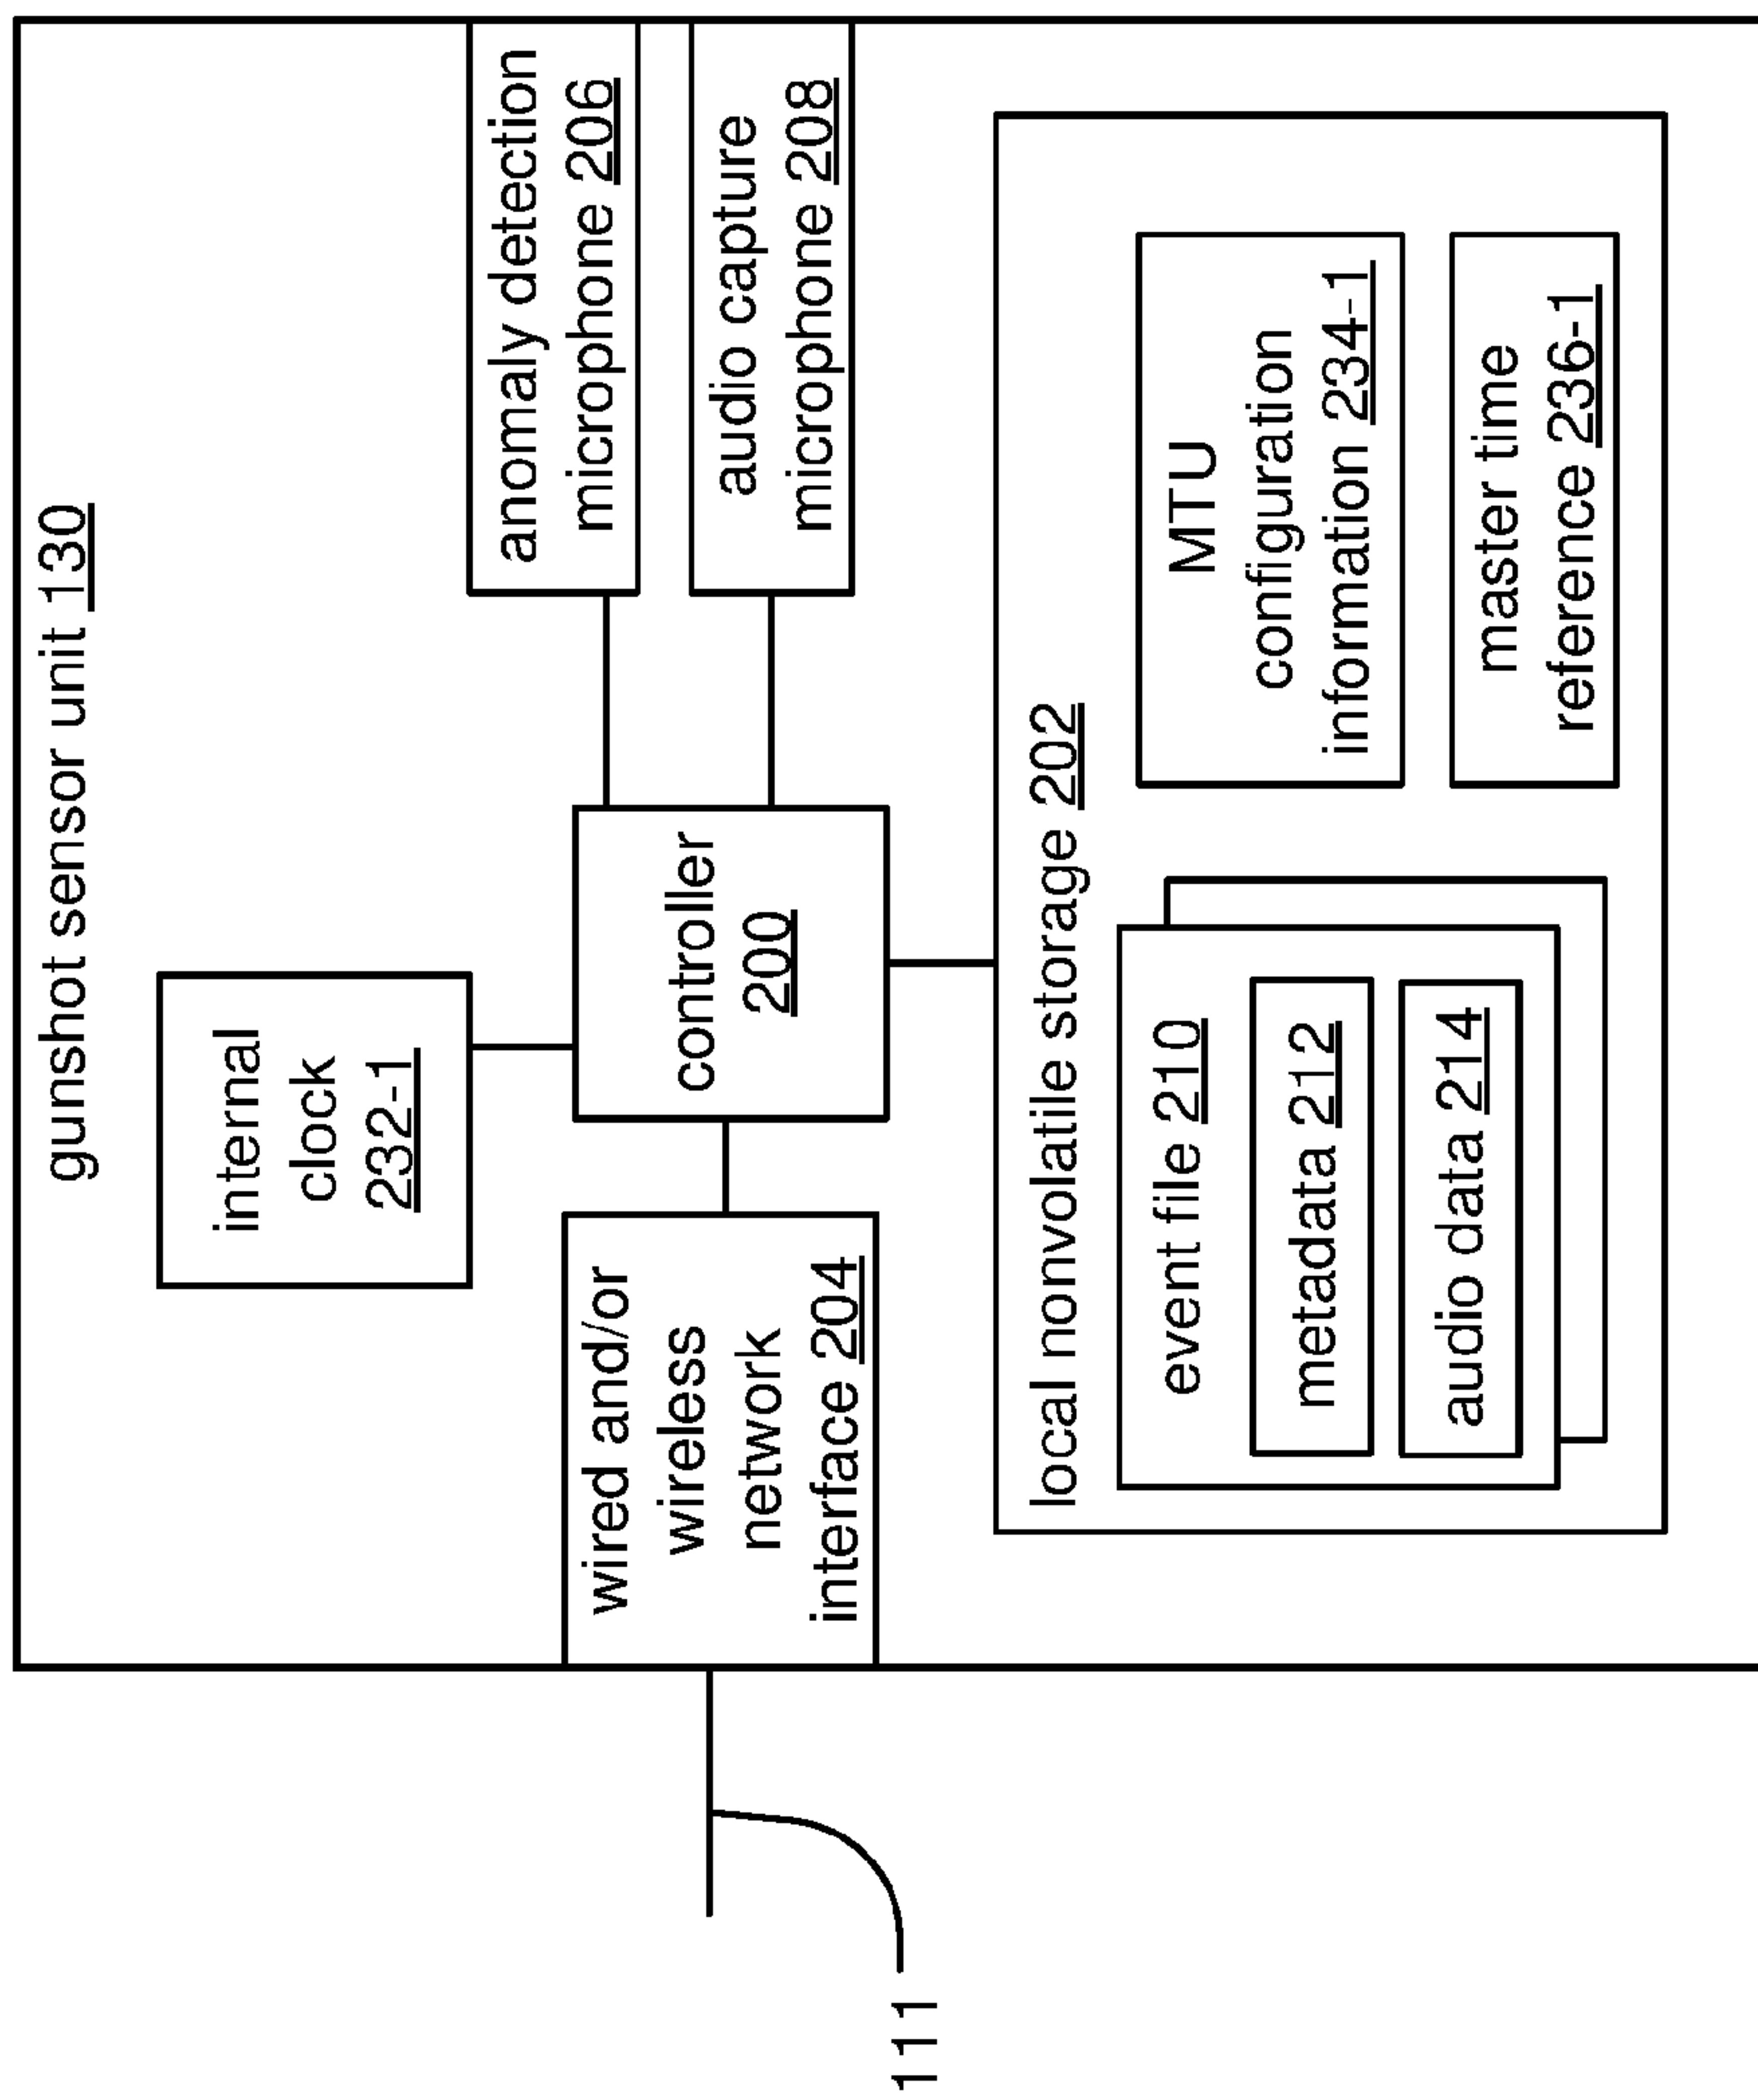 gunshot sensor unit 130
internal
clock
232-1
wired and/or
wireless
network
interface 204
controller
200
anomaly detection
microphone 206
audio capture
microphone 208
111
local nonvolatile storage 202
event file 210
metadata 212
audio data 214
MTU
configuration
information 234-1
master time
reference 236-1